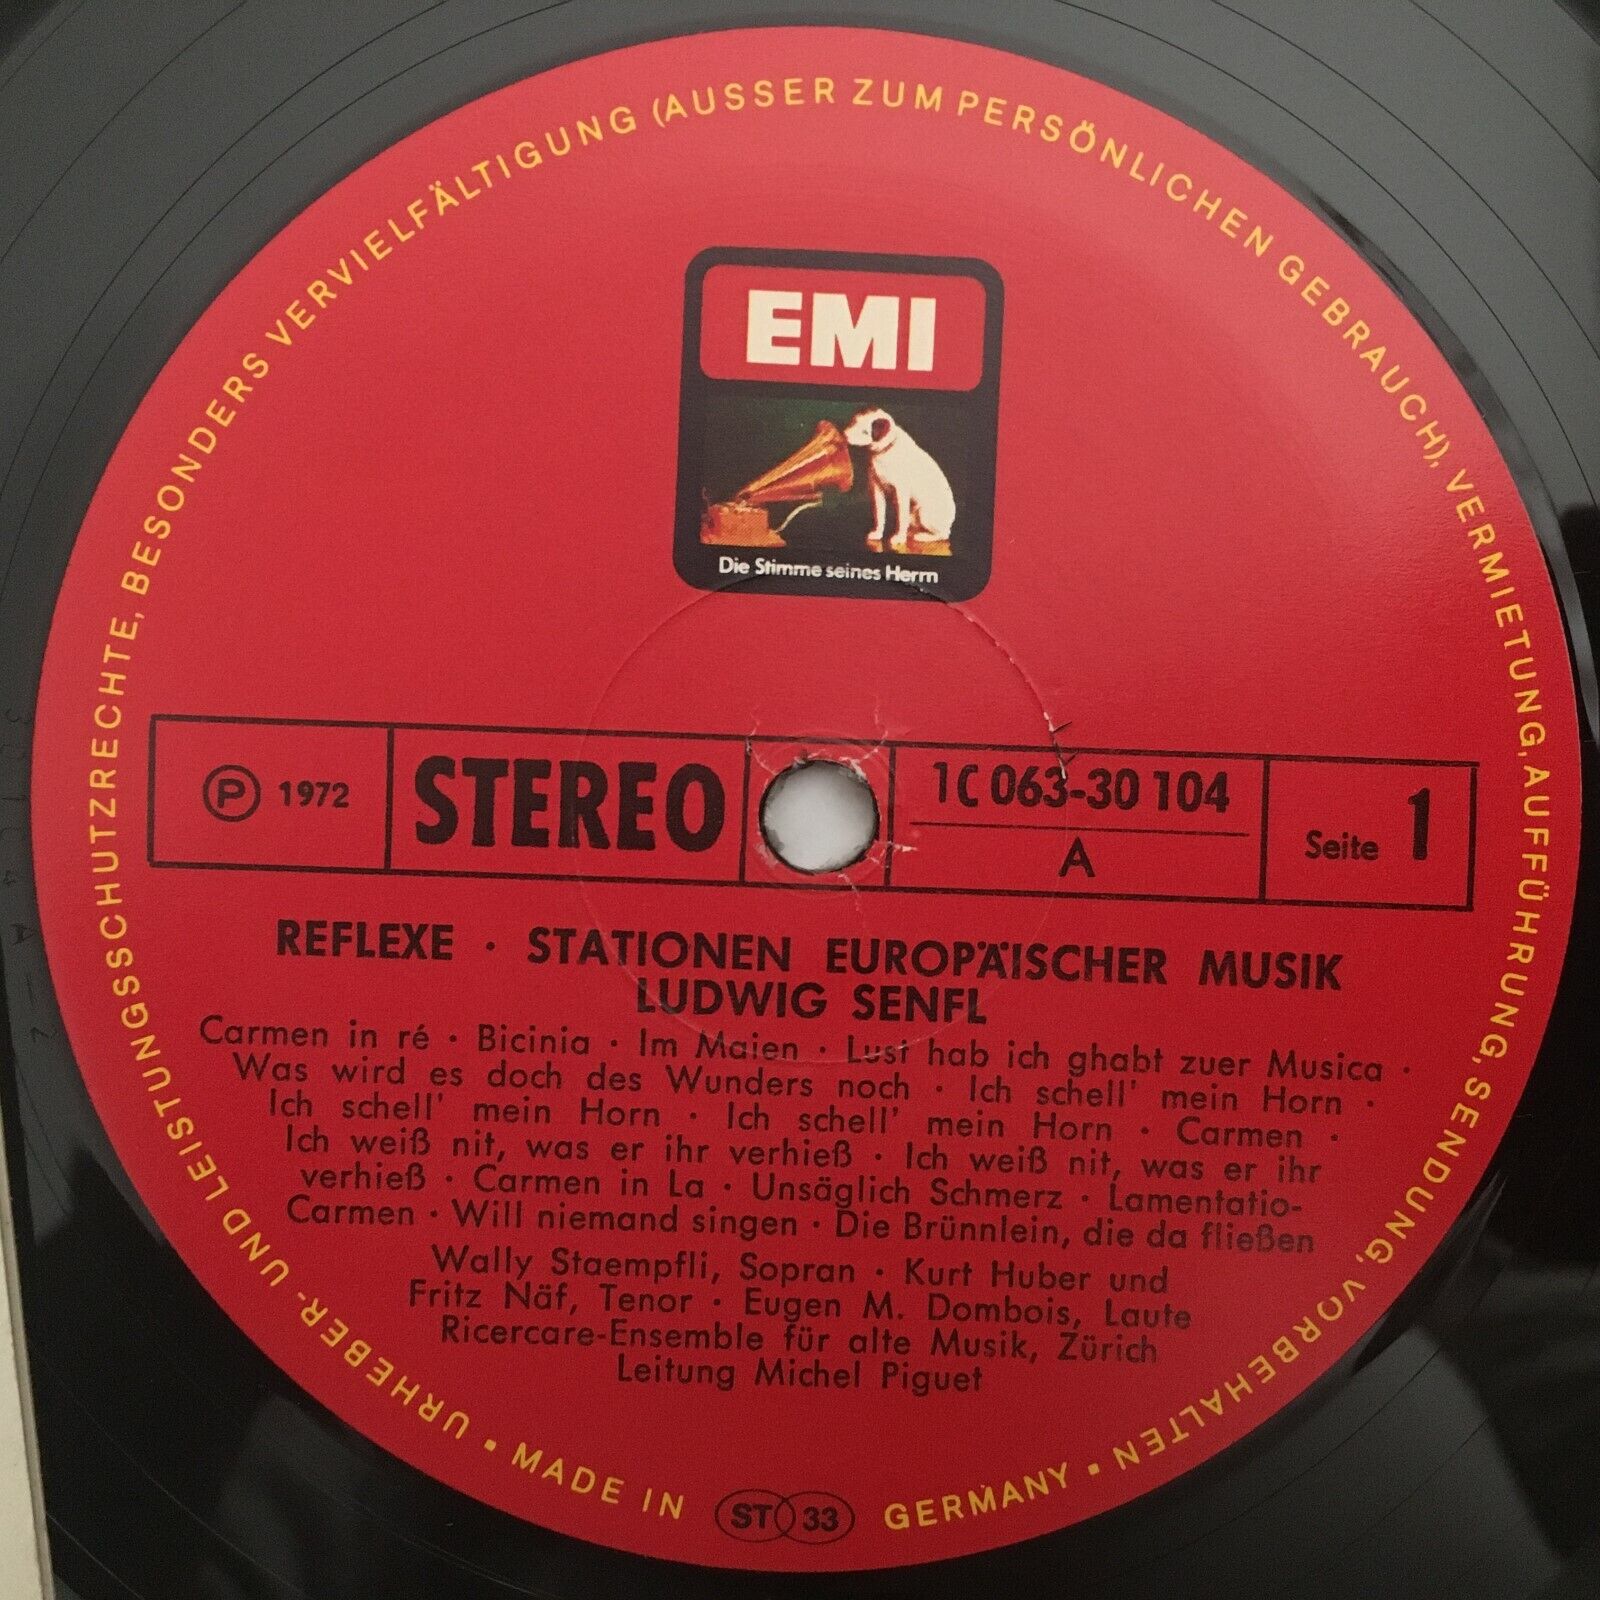 URHEBER- UND LEISTUNGSSCHUTZRECHTE, BESONDERS VERVIELFÄLTIGUNG (AUSSER ZUM PERSÖNLICHEN GEBRAUCH), VERMIETUNG, AUFFÜHRUNG, SENDUNG, VORBEHALTEN
EMI
Die Stimme seines Herrn
Ⓟ 1972
STEREO
1C 063-30 104
A
Seite 1
REFLEXE · STATIONEN EUROPÄISCHER MUSIK
LUDWIG SENFL
Carmen in ré · Bicinia · Im Maien · Lust hab ich ghabt zuer Musica ·
Was wird es doch des Wunders noch · Ich schell' mein Horn ·
Ich schell' mein Horn · Ich schell' mein Horn · Carmen ·
Ich weiß nit, was er ihr verhieß · Ich weiß nit, was er ihr
verhieß · Carmen in La · Unsäglich Schmerz · Lamentatio-
Carmen · Will niemand singen · Die Brünnlein, die da fließen
Wally Staempfli, Sopran · Kurt Huber und
Fritz Näf, Tenor · Eugen M. Dombois, Laute
Ricercare-Ensemble für alte Musik, Zürich
Leitung Michel Piguet
· MADE IN GERMANY ·
ST 33